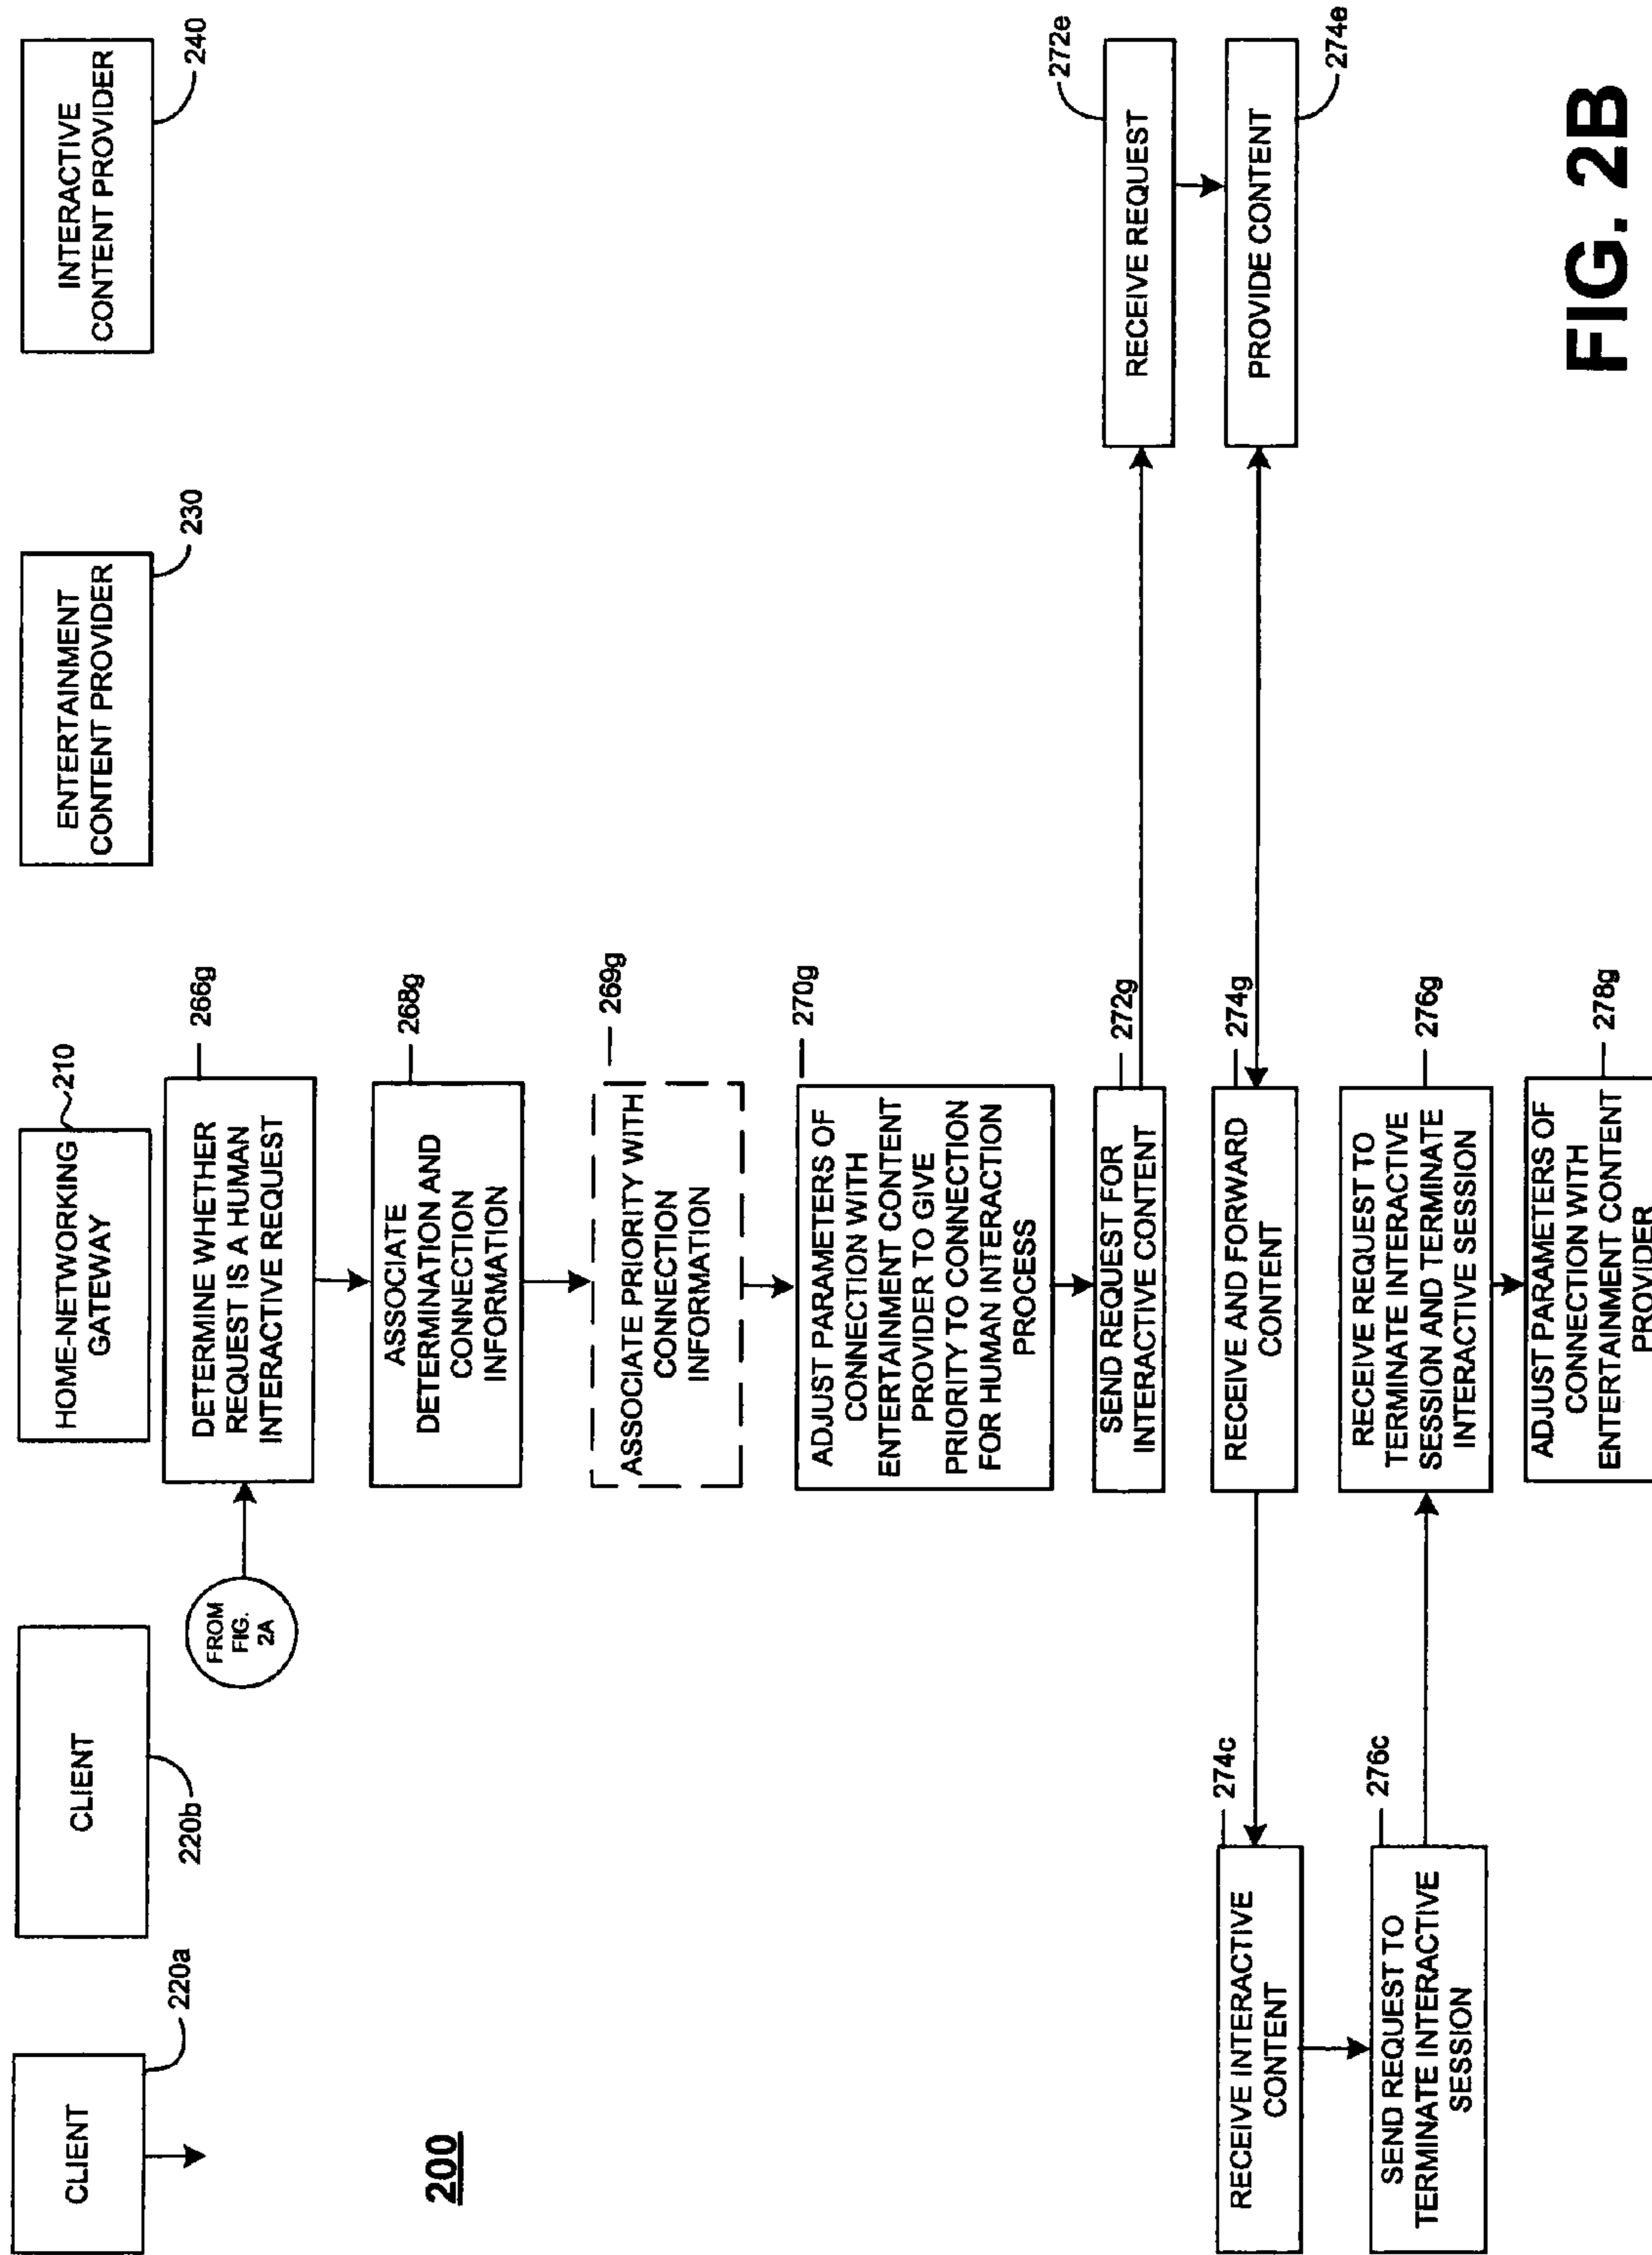 CLIENT
220a
CLIENT
220b
HOME-NETWORKING
GATEWAY
210
ENTERTAINMENT
CONTENT PROVIDER
230
INTERACTIVE
CONTENT PROVIDER
240
FROM
FIG.
2A
DETERMINE WHETHER
REQUEST IS A HUMAN
INTERACTIVE REQUEST
266g
ASSOCIATE
DETERMINATION AND
CONNECTION
INFORMATION
268g
200
ASSOCIATE PRIORITY WITH
CONNECTION
INFORMATION
269g
ADJUST PARAMETERS OF
CONNECTION WITH
ENTERTAINMENT CONTENT
PROVIDER TO GIVE
PRIORITY TO CONNECTION
FOR HUMAN INTERACTION
PROCESS
270g
SEND REQUEST FOR
INTERACTIVE CONTENT
272g
RECEIVE REQUEST
272e
RECEIVE INTERACTIVE
CONTENT
274c
RECEIVE AND FORWARD
CONTENT
274g
PROVIDE CONTENT
274e
SEND REQUEST TO
TERMINATE INTERACTIVE
SESSION
276c
RECEIVE REQUEST TO
TERMINATE INTERACTIVE
SESSION AND TERMINATE
INTERACTIVE SESSION
276g
ADJUST PARAMETERS OF
CONNECTION WITH
ENTERTAINMENT CONTENT
PROVIDER
278g
FIG. 2B